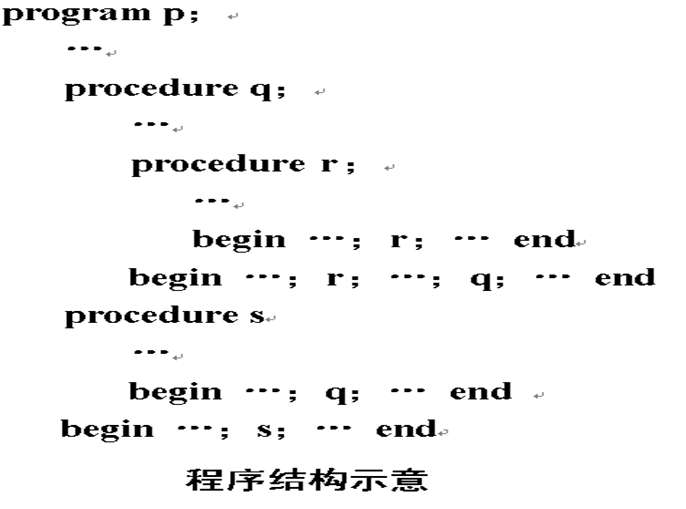 program p； ↵
…↵
procedure q； ↵
…↵
procedure r； ↵
…↵
begin …； r； … end↵
begin …； r； …； q； … end
procedure s↵
…↵
begin …； q； … end ↵
begin …； s； … end↵
程序结构示意